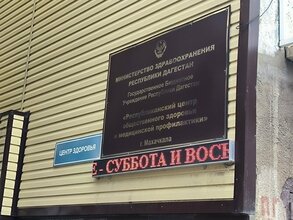 МИНИСТЕРСТВО ЗДРАВООХРАНЕНИЯ
РЕСПУБЛИКИ ДАГЕСТАН
Государственное Бюджетное
Учреждение Республики Дагестан
«Республиканский центр
общественного здоровья
и медицинской профилактики»
г. Махачкала
ЦЕНТР ЗДОРОВЬЯ
Е - СУББОТА И ВОСК